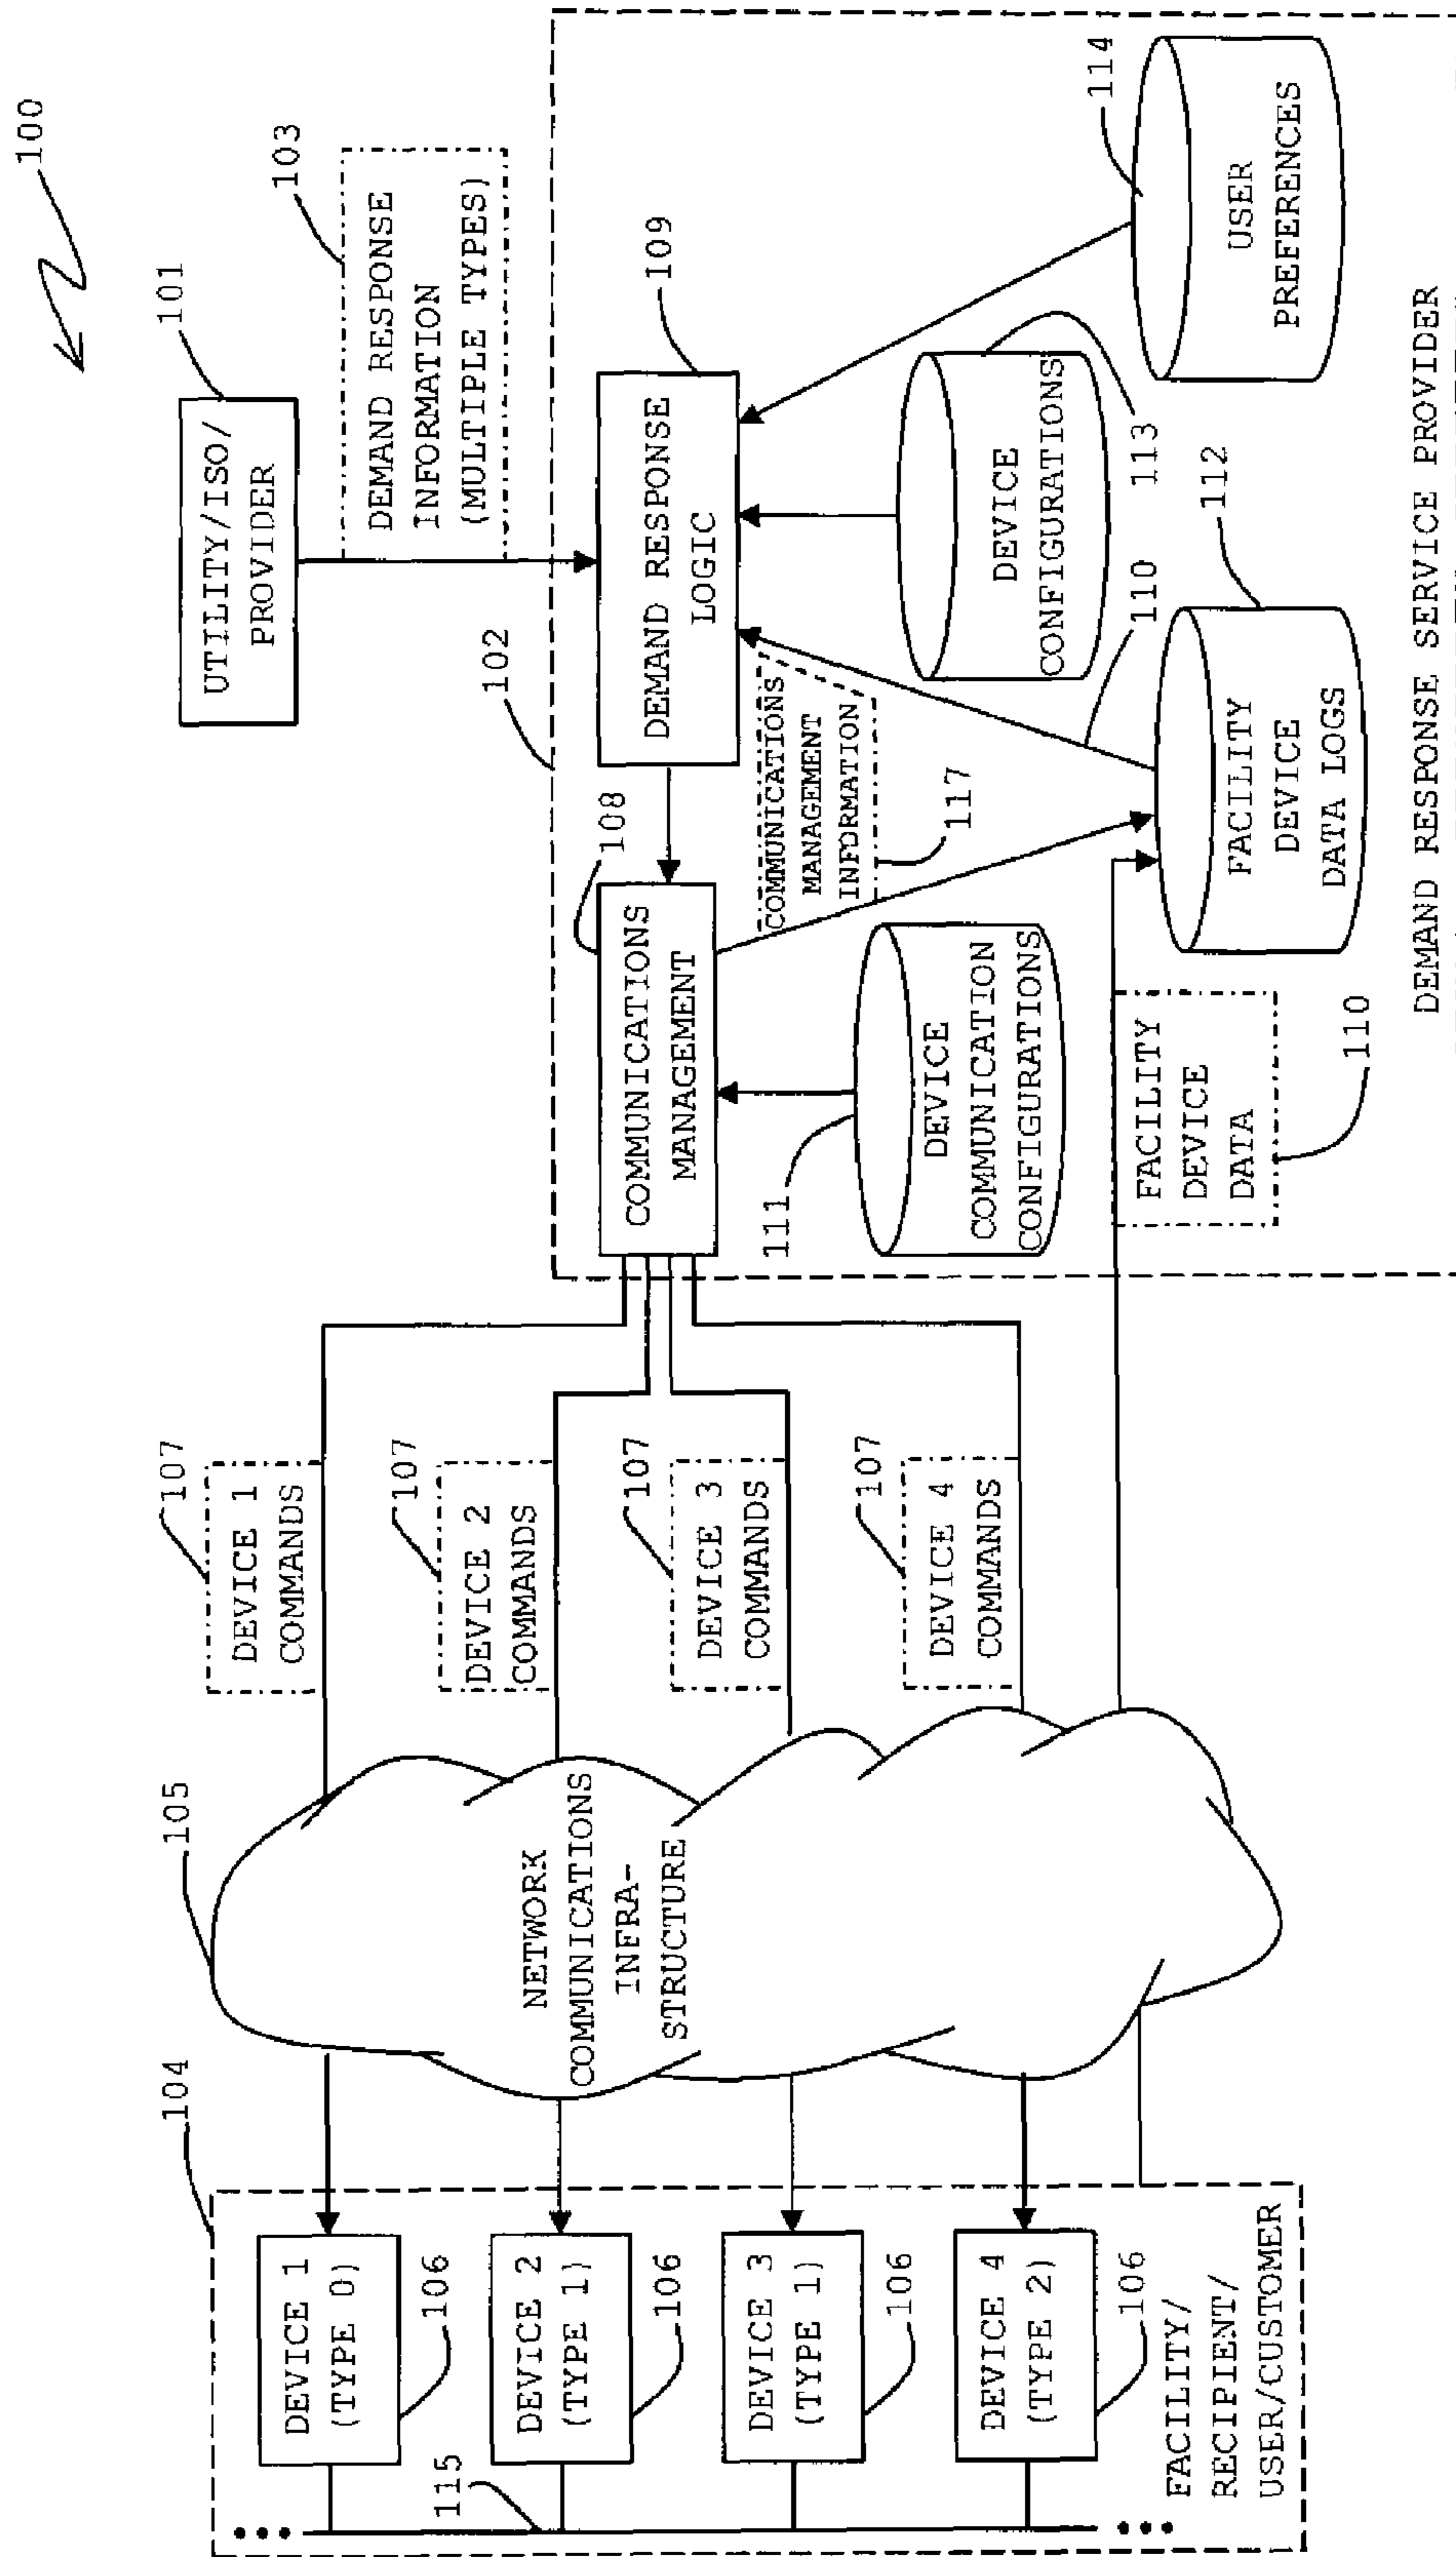 100
UTILITY/ISO/
PROVIDER
101
103
DEMAND RESPONSE
INFORMATION
(MULTIPLE TYPES)
104
105
DEVICE 1
(TYPE 0)
106
DEVICE 2
(TYPE 1)
106
DEVICE 3
(TYPE 1)
106
DEVICE 4
(TYPE 2)
106
115
FACILITY/
RECIPIENT/
USER/CUSTOMER
NETWORK
COMMUNICATIONS
INFRA-
STRUCTURE
107
DEVICE 1
COMMANDS
107
DEVICE 2
COMMANDS
107
DEVICE 3
COMMANDS
107
DEVICE 4
COMMANDS
102
108
COMMUNICATIONS
MANAGEMENT
109
DEMAND RESPONSE
LOGIC
COMMUNICATIONS
MANAGEMENT
INFORMATION
117
111
DEVICE
COMMUNICATION
CONFIGURATIONS
DEVICE
CONFIGURATIONS
113
114
USER
PREFERENCES
110
112
FACILITY
DEVICE
DATA LOGS
FACILITY
DEVICE
DATA
110
DEMAND RESPONSE SERVICE PROVIDER